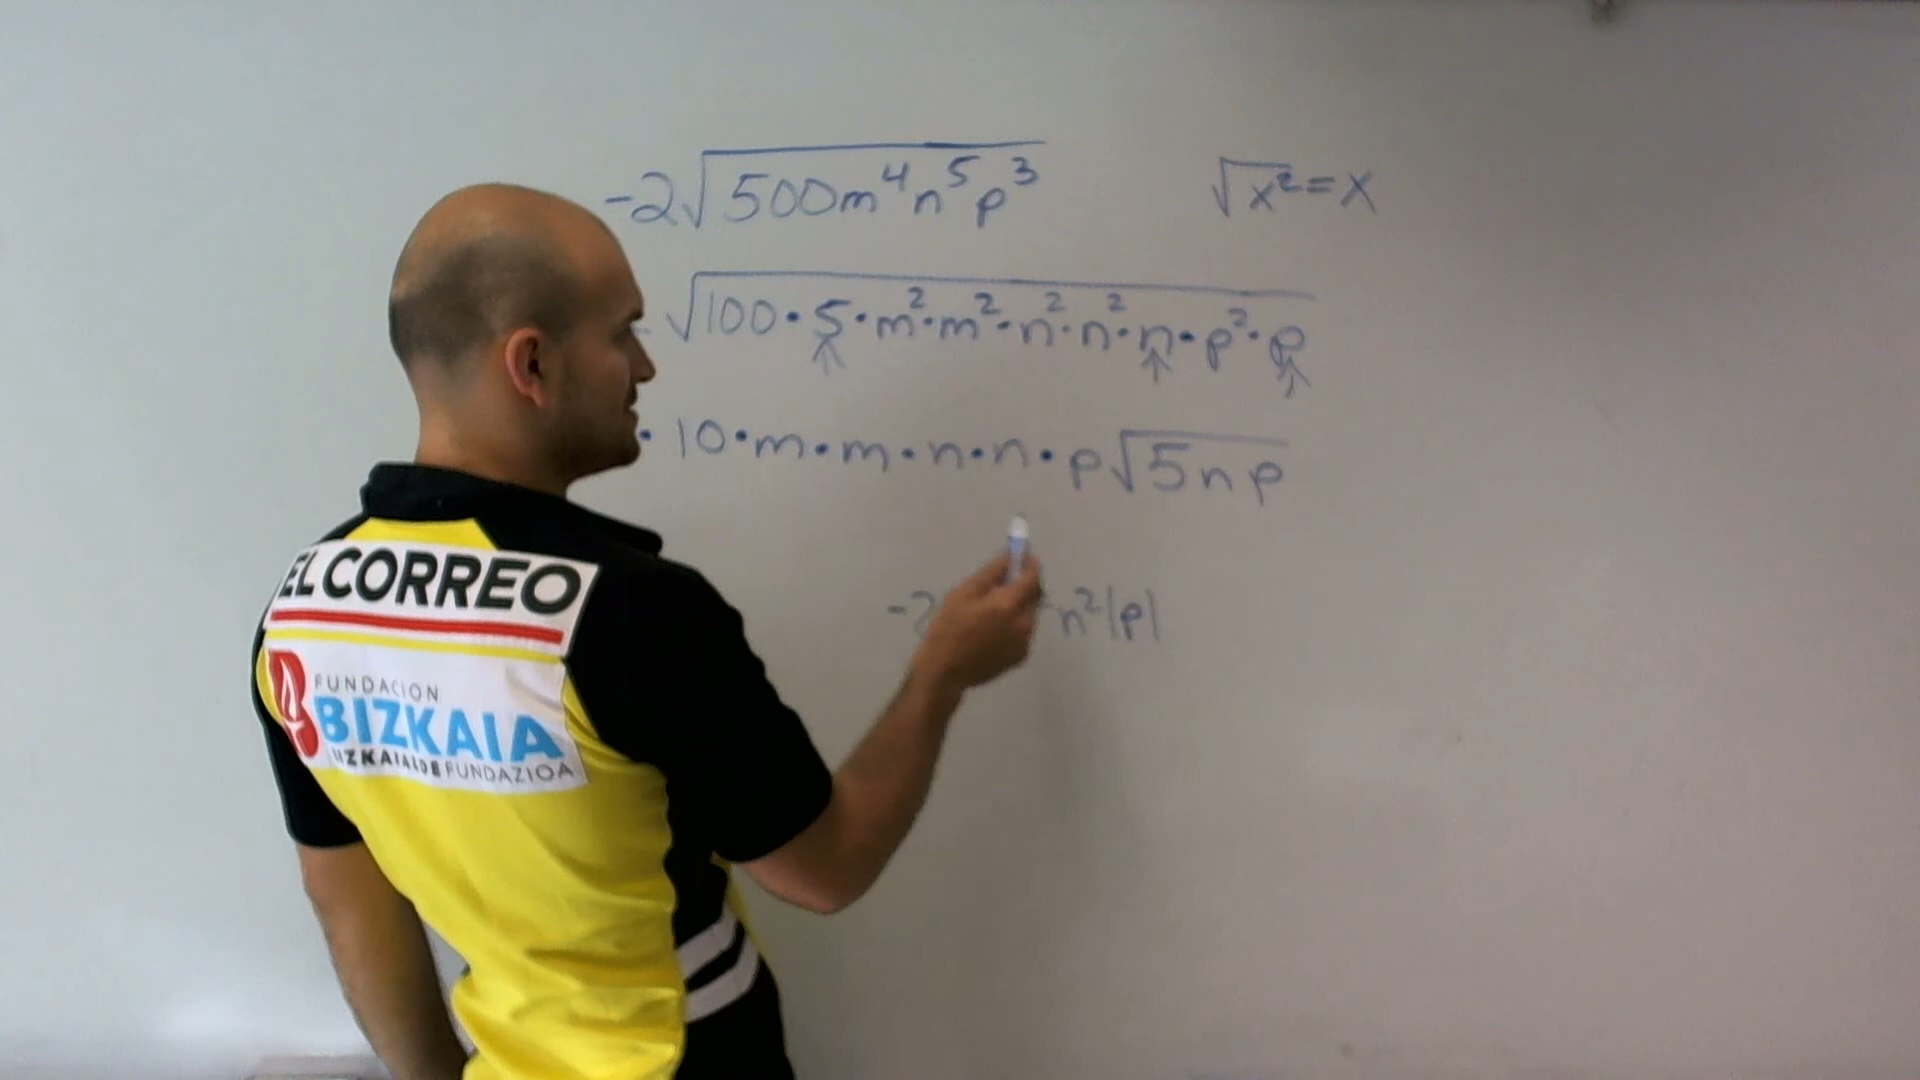 -2√500m⁴n⁵p³
√x²=x
√100·5·m²·m²·n²·n²·n·p²·p
·10·m·m·n·n·p√5np
-2 n²|p|
EL CORREO
FUNDACION
BIZKAIA
BIZKAIALDE FUNDAZIOA